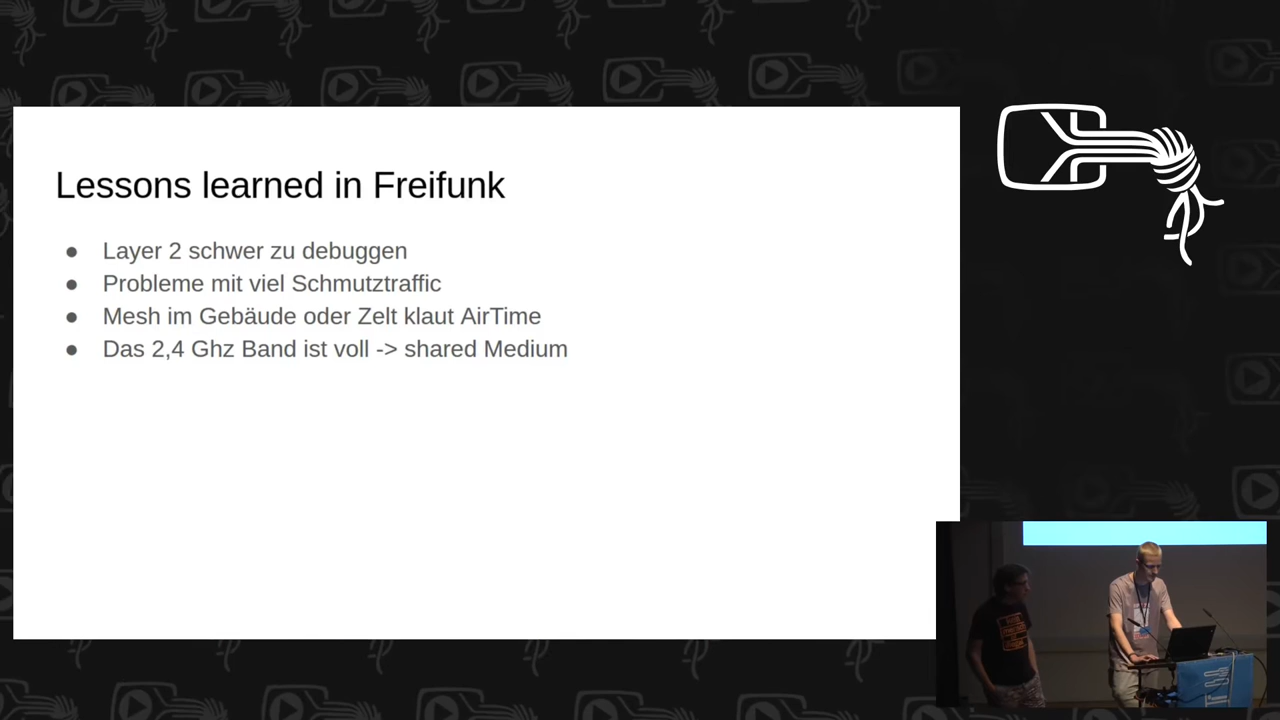 Lessons learned in Freifunk
● Layer 2 schwer zu debuggen
● Probleme mit viel Schmutztraffic
● Mesh im Gebäude oder Zelt klaut AirTime
● Das 2,4 Ghz Band ist voll -> shared Medium